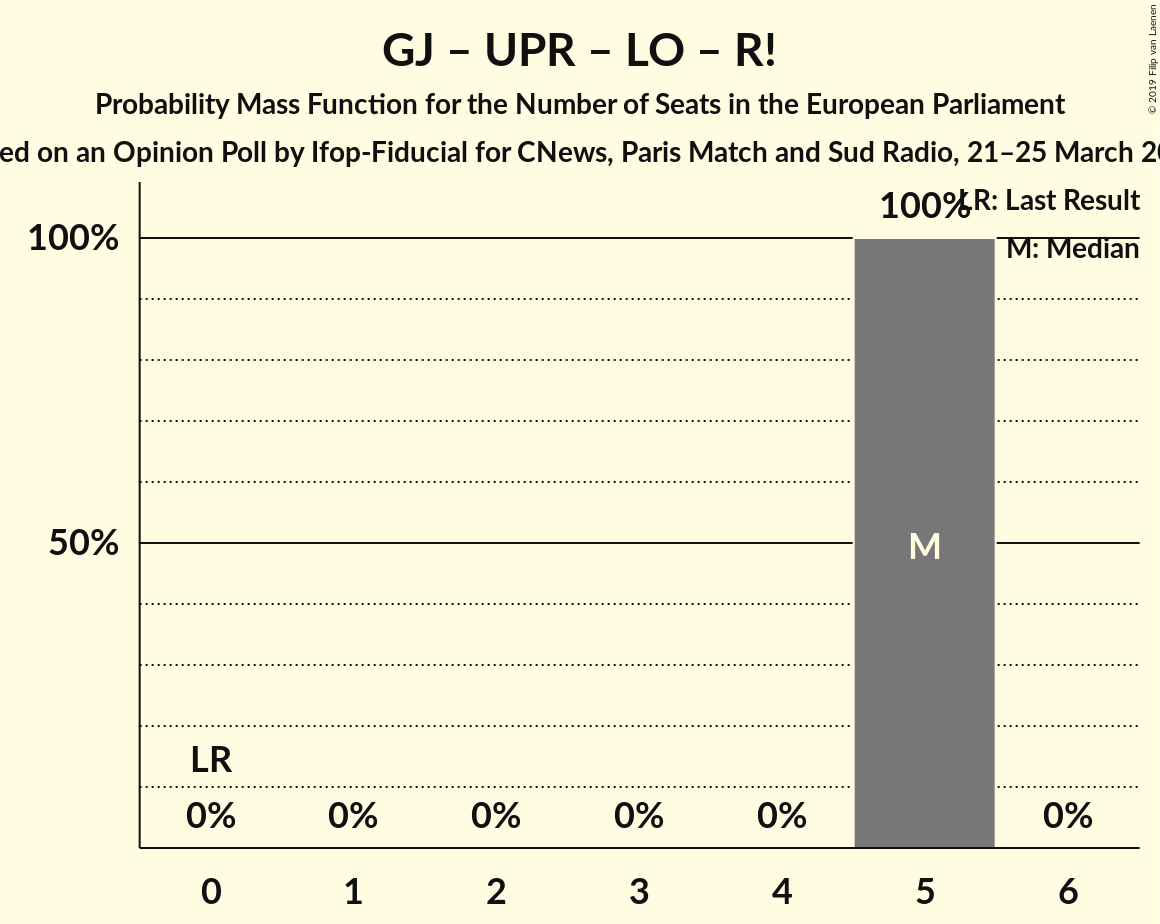 GJ – UPR – LO – R!
Probability Mass Function for the Number of Seats in the European Parliament
on an Opinion Poll by Ifop-Fiducial for CNews, Paris Match and Sud Radio, 21–25 March
© 2019 Filip van Laenen
LR: Last Result
M: Median
100%
100%
50%
M
LR
0% 0% 0% 0% 0% 0%
0 1 2 3 4 5 6